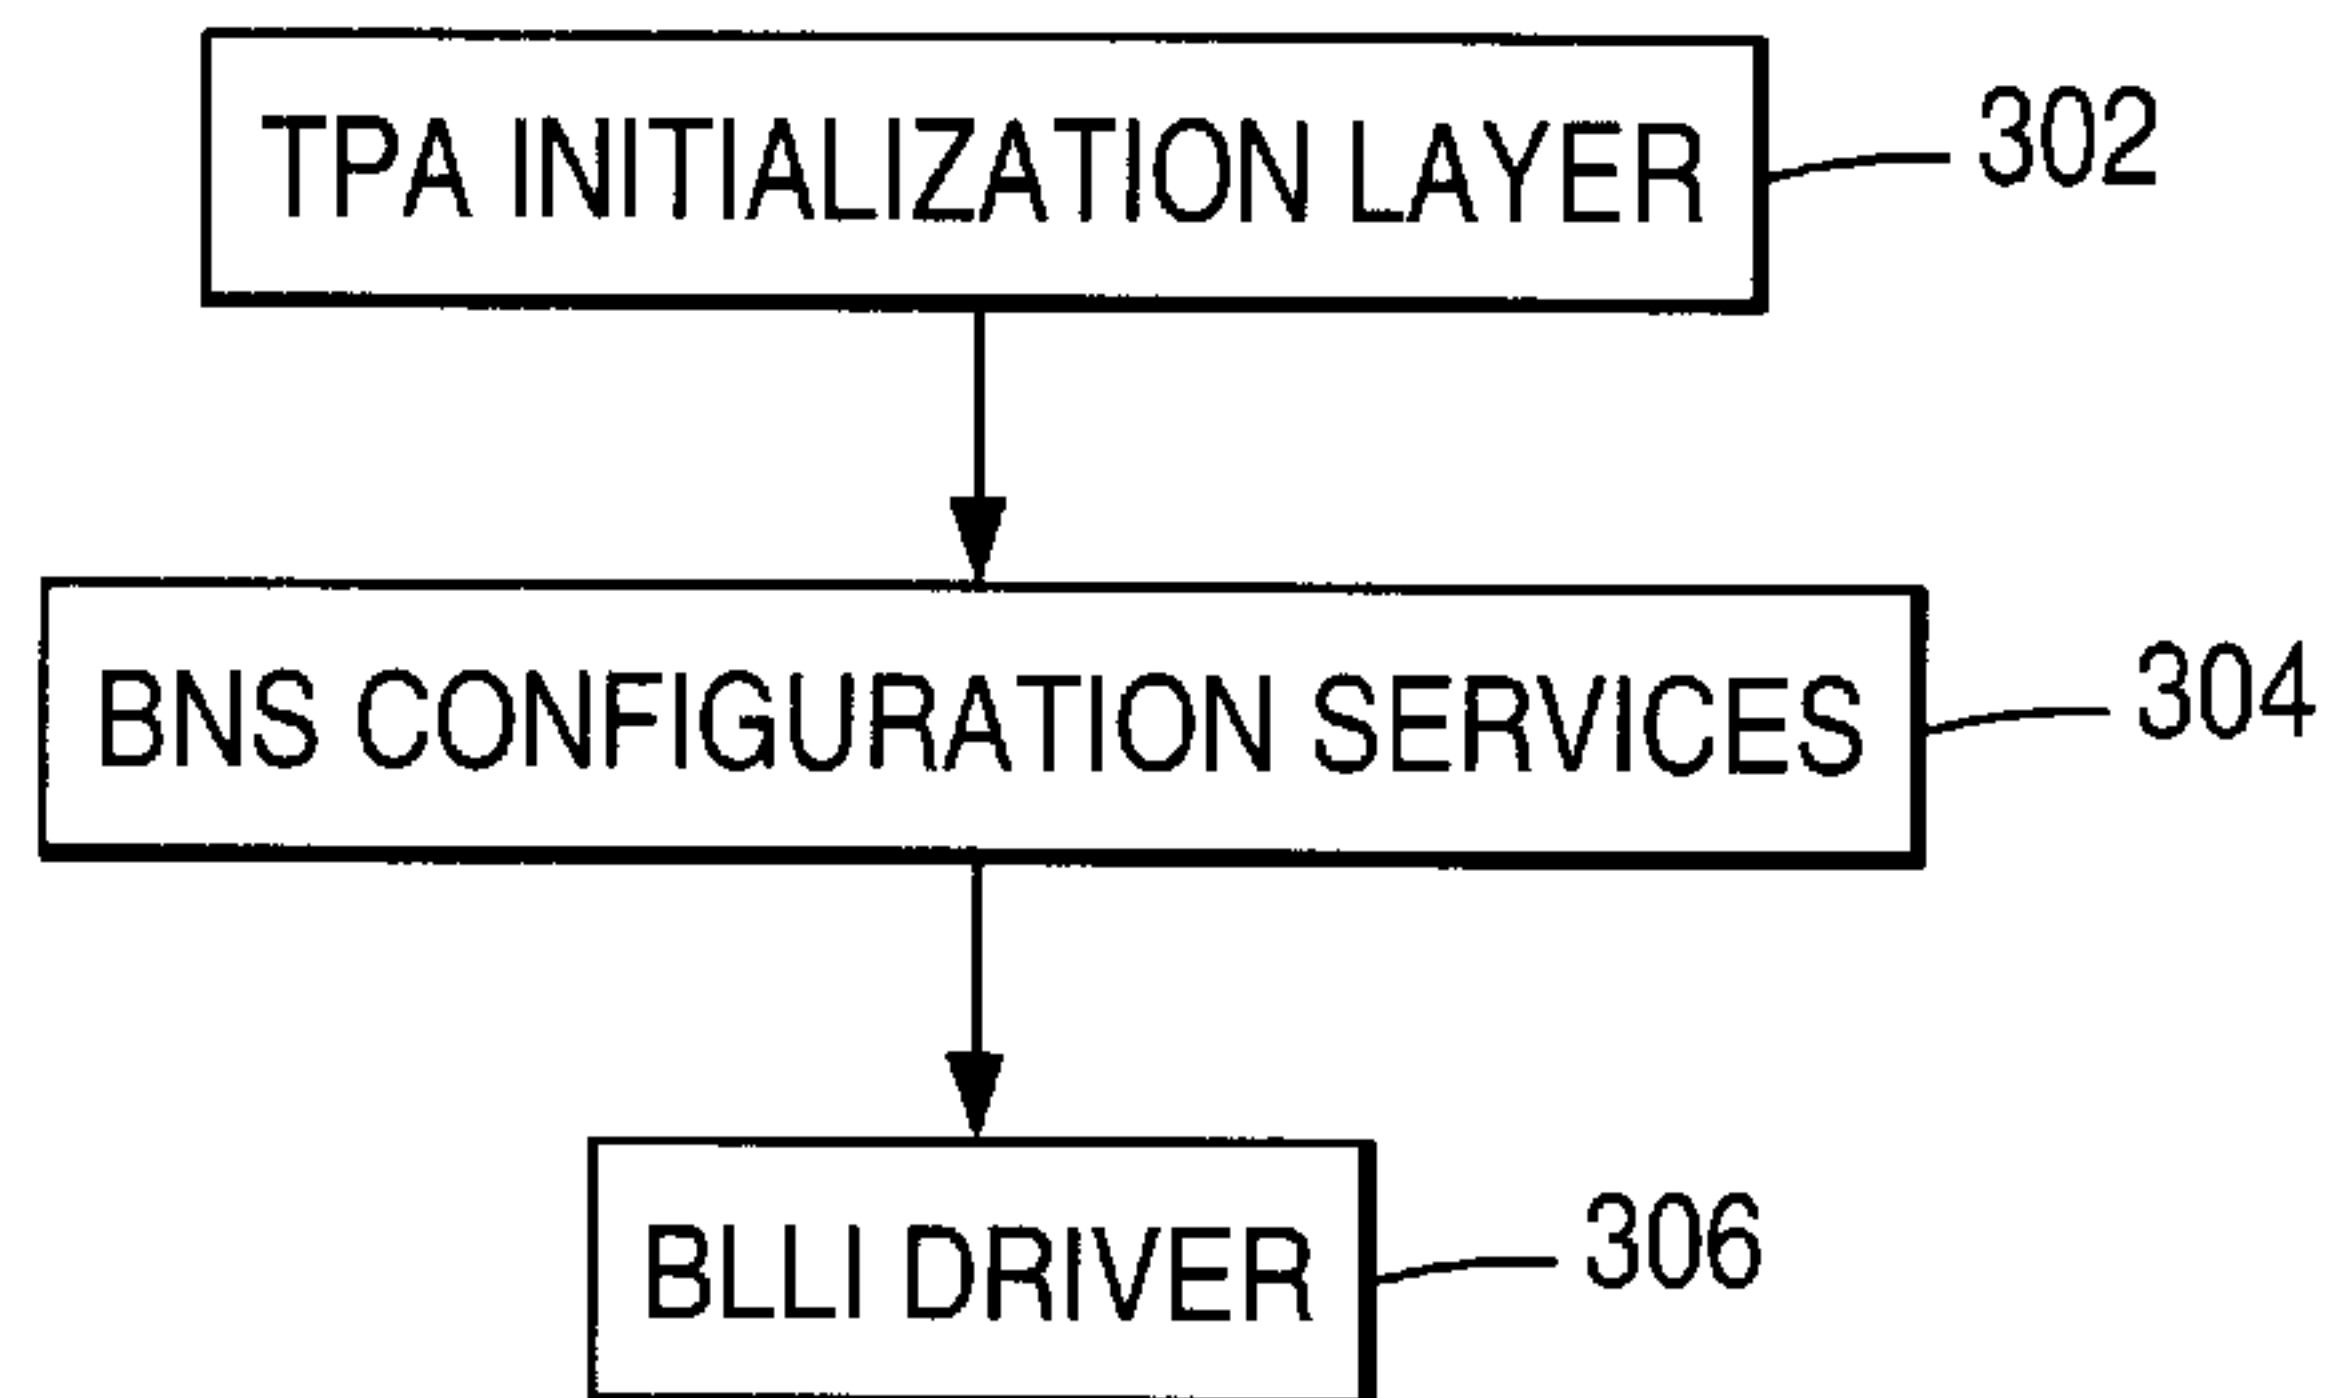 TPA INITIALIZATION LAYER
302
BNS CONFIGURATION SERVICES
304
BLLI DRIVER
306